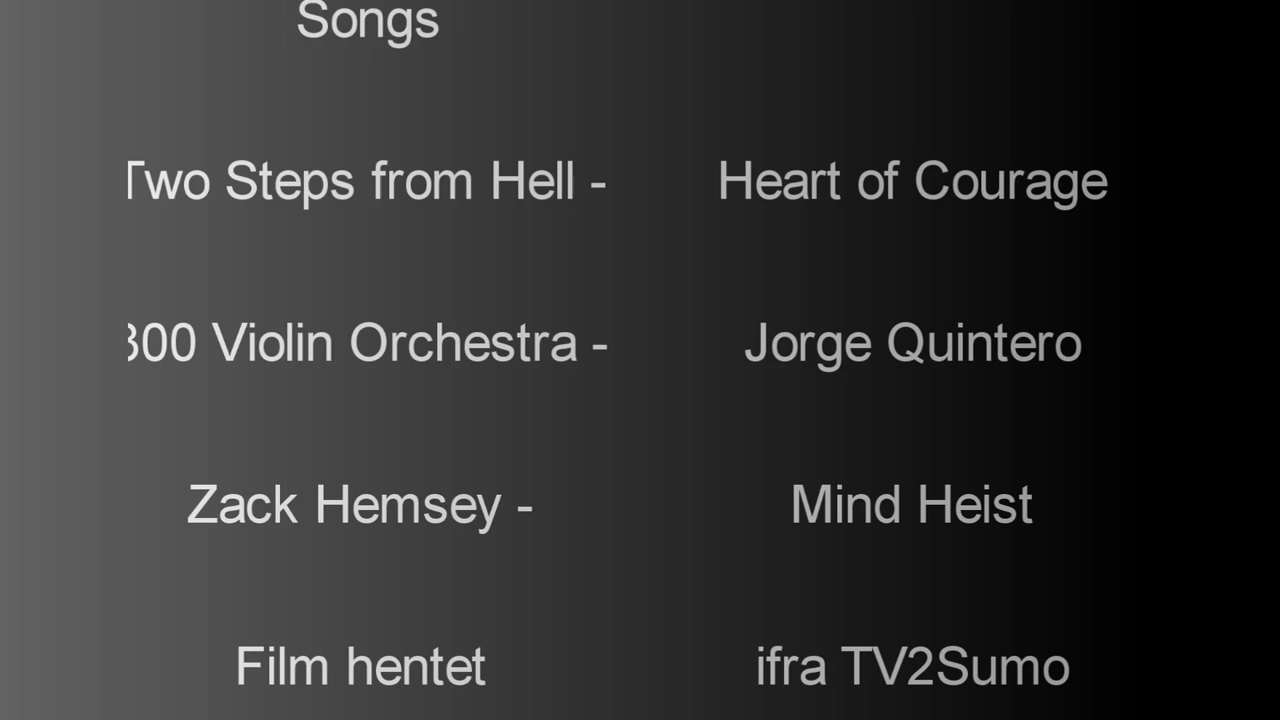 Songs
Two Steps from Hell - Heart of Courage
300 Violin Orchestra - Jorge Quintero
Zack Hemsey - Mind Heist
Film hentet ifra TV2Sumo